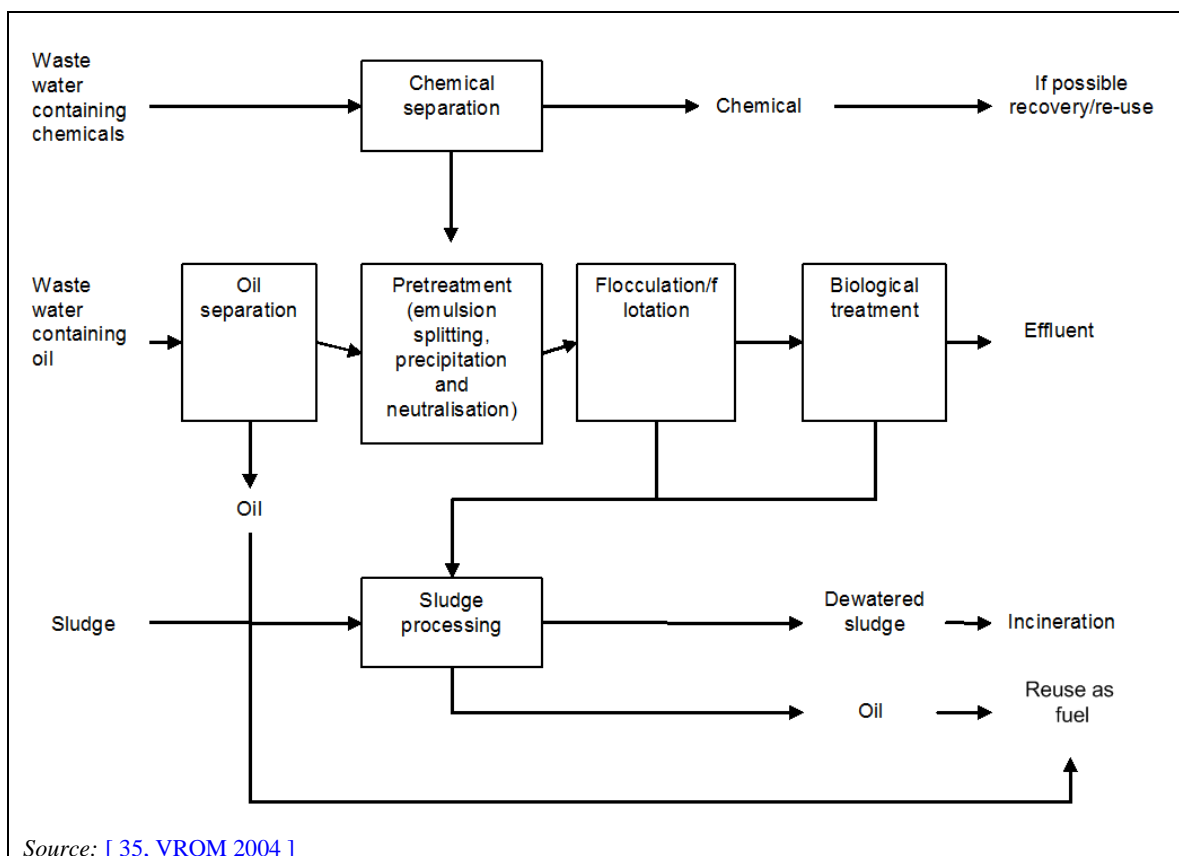 Waste
water
containing
chemicals
Chemical
separation
Chemical
If possible
recovery/re-use
Waste
water
containing
oil
Oil
separation
Pretreatment
(emulsion
splitting,
precipitation
and
neutralisation)
Flocculation/f
lotation
Biological
treatment
Effluent
Oil
Sludge
Sludge
processing
Dewatered
sludge
Incineration
Oil
Reuse as
fuel
Source: [ 35, VROM 2004 ]